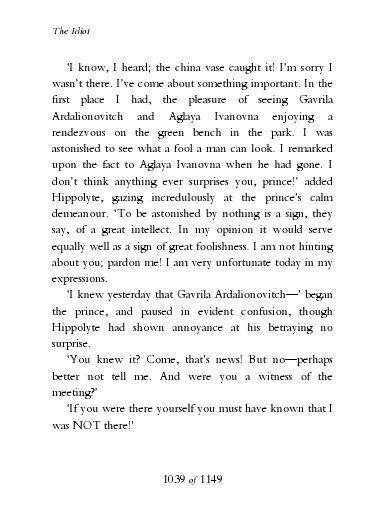 The Idiot
‘I know, I heard; the china vase caught it! I’m sorry I
wasn’t there. I’ve come about something important. In the
first place I had, the pleasure of seeing Gavrila
Ardalionovitch and Aglaya Ivanovna enjoying a
rendezvous on the green bench in the park. I was
astonished to see what a fool a man can look. I remarked
upon the fact to Aglaya Ivanovna when he had gone. I
don’t think anything ever surprises you, prince!’ added
Hippolyte, gazing incredulously at the prince’s calm
demeanour. ‘To be astonished by nothing is a sign, they
say, of a great intellect. In my opinion it would serve
equally well as a sign of great foolishness. I am not hinting
about you; pardon me! I am very unfortunate today in my
expressions.
‘I knew yesterday that Gavrila Ardalionovitch—’ began
the prince, and paused in evident confusion, though
Hippolyte had shown annoyance at his betraying no
surprise.
‘You knew it? Come, that’s news! But no—perhaps
better not tell me. And were you a witness of the
meeting?’
‘If you were there yourself you must have known that I
was NOT there!’
1039 of 1149